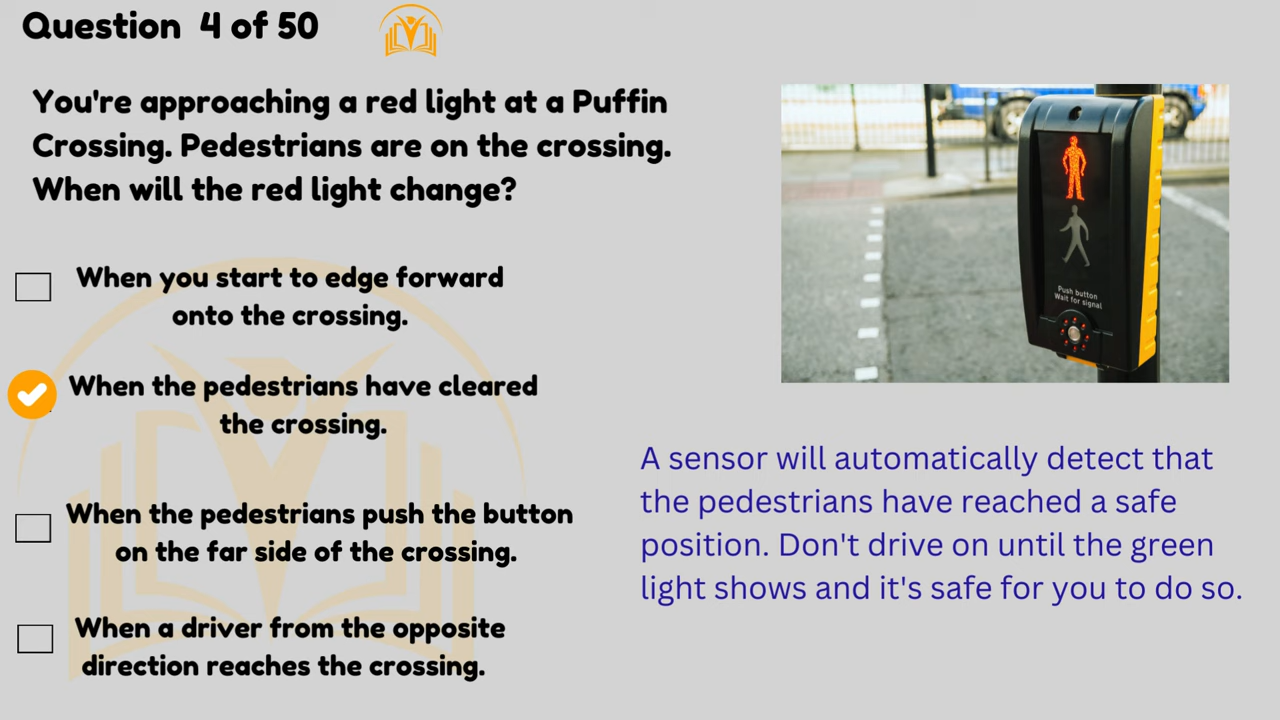 Question 4 of 50
You're approaching a red light at a Puffin
Crossing. Pedestrians are on the crossing.
When will the red light change?
When you start to edge forward
onto the crossing.
When the pedestrians have cleared
the crossing.
When the pedestrians push the button
on the far side of the crossing.
When a driver from the opposite
direction reaches the crossing.
Push button
Wait for signal
A sensor will automatically detect that
the pedestrians have reached a safe
position. Don't drive on until the green
light shows and it's safe for you to do so.